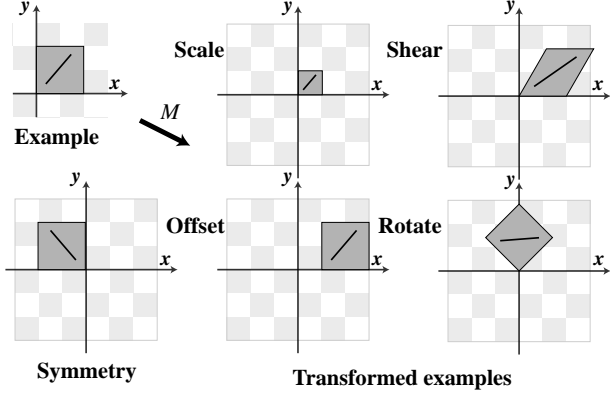 y
x
Example
M
Scale
y
x
Shear
y
x
y
x
Symmetry
Offset
y
x
Rotate
y
x
Transformed examples